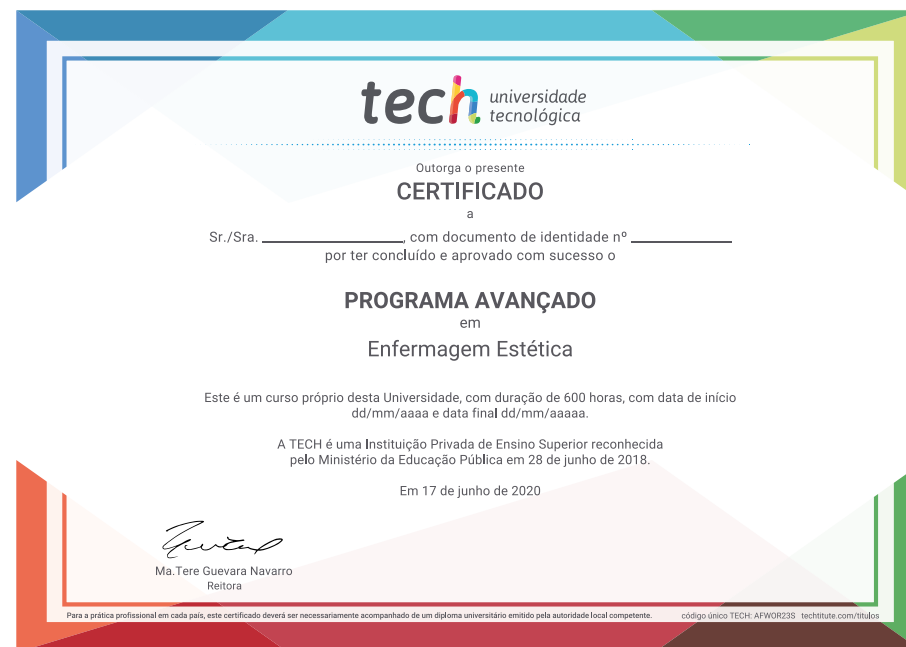 tech universidade
tecnológica
Outorga o presente
CERTIFICADO
a
Sr./Sra. ____________, com documento de identidade nº ____________
por ter concluído e aprovado com sucesso o
PROGRAMA AVANÇADO
em
Enfermagem Estética
Este é um curso próprio desta Universidade, com duração de 600 horas, com data de início
dd/mm/aaaa e data final dd/mm/aaaaa.
A TECH é uma Instituição Privada de Ensino Superior reconhecida
pelo Ministério da Educação Pública em 28 de junho de 2018.
Em 17 de junho de 2020
Ma.Tere Guevara Navarro
Reitora
Para a prática profissional em cada país, este certificado deverá ser necessariamente acompanhado de um diploma universitário emitido pela autoridade local competente. código único TECH: AFWOR23S techtitute.com/titulos